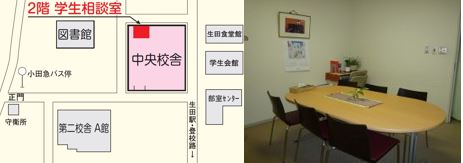 2階 学生相談室
図書館
中央校舎
生田食堂館
学生会館
小田急バス停
正門
守衛所
第二校舎 A館
部室センター
生田駅・登校路→